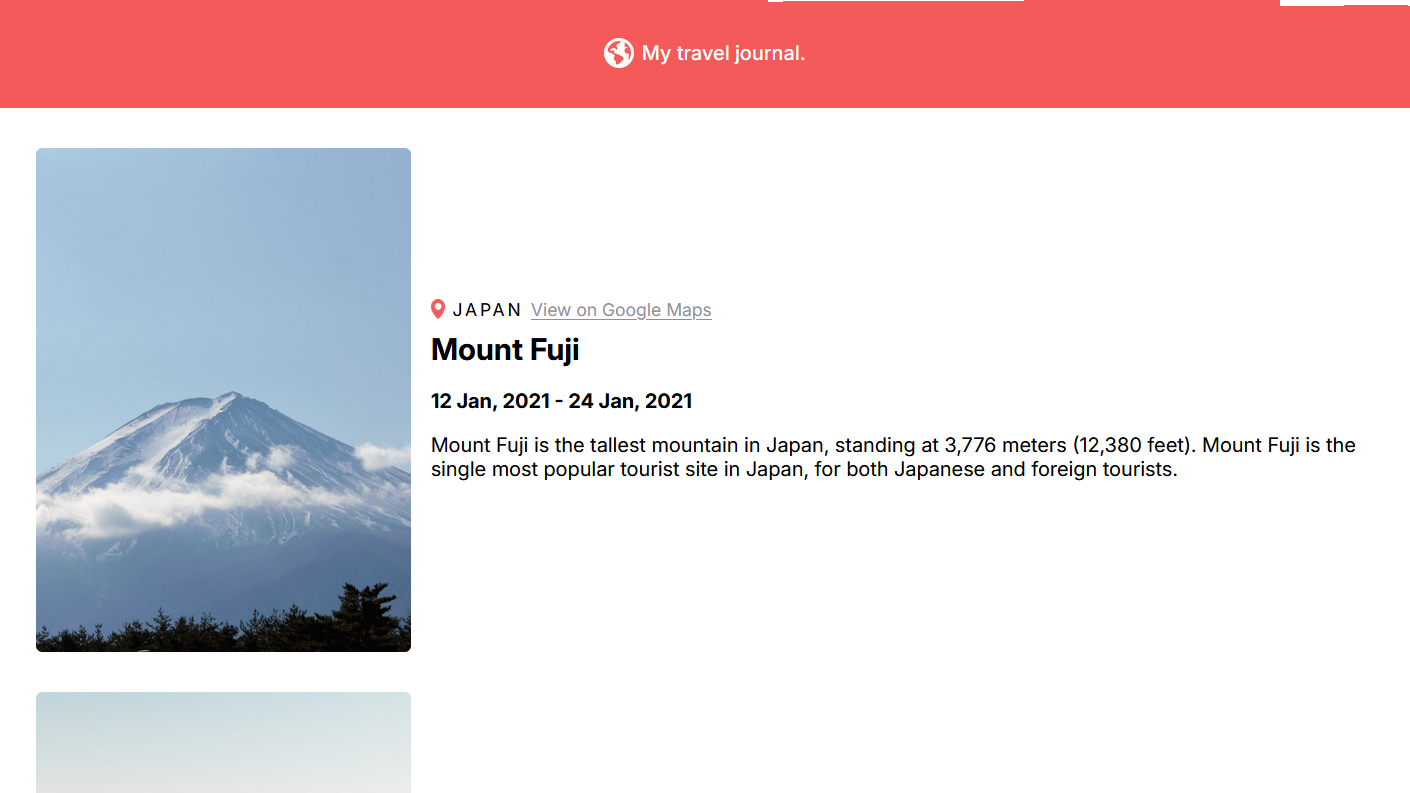 My travel journal.
JAPAN View on Google Maps
Mount Fuji
12 Jan, 2021 - 24 Jan, 2021
Mount Fuji is the tallest mountain in Japan, standing at 3,776 meters (12,380 feet). Mount Fuji is the
single most popular tourist site in Japan, for both Japanese and foreign tourists.